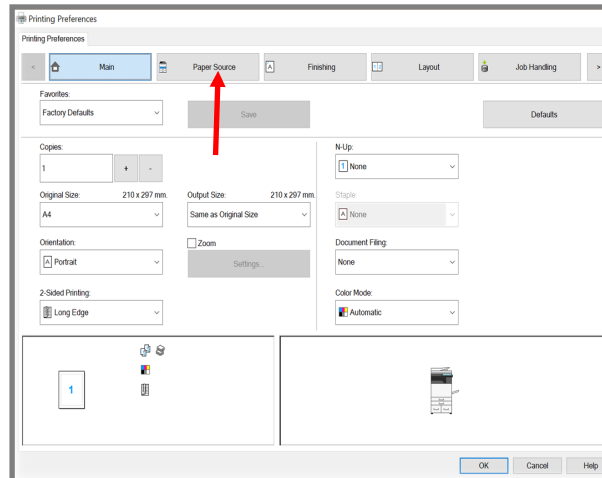 Printing Preferences
Printing Preferences
< Main Paper Source Finishing Layout Job Handling >
Favorites:
Factory Defaults Save Defaults
Copies: N-Up:
1 + - 1 None
Original Size: 210 x 297 mm. Output Size: 210 x 297 mm. Staple:
A4 Same as Original Size None
Orientation: Zoom Document Filing:
A Portrait Settings... None
2-Sided Printing: Color Mode:
Long Edge Automatic
1
OK Cancel Help